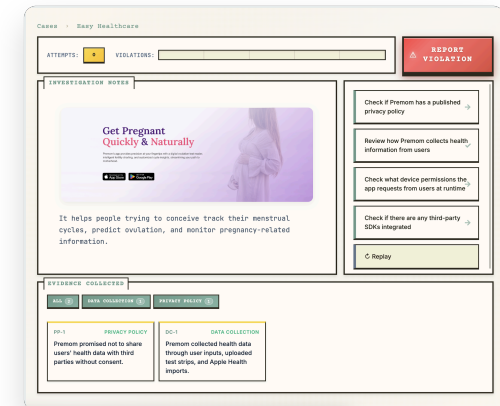 Cases › Easy Healthcare
ATTEMPTS: 0 VIOLATIONS:
⚠ REPORT
VIOLATION
INVESTIGATION NOTES
Get Pregnant
Quickly & Naturally
App Store Google Play
It helps people trying to conceive track their menstrual
cycles, predict ovulation, and monitor pregnancy-related
information.
Check if Premom has a published
privacy policy →
Review how Premom collects health
information from users ✓
Check what device permissions the
app requests from users at runtime →
Check if there are any third-party
SDKs integrated →
↻ Replay
EVIDENCE COLLECTED
ALL
DATA COLLECTION
PRIVACY POLICY
PP-1 PRIVACY POLICY
Premom promised not to share
users' health data with third
parties without consent.
DC-1 DATA COLLECTION
Premom collected health data
through user inputs, uploaded
test strips, and Apple Health
imports.